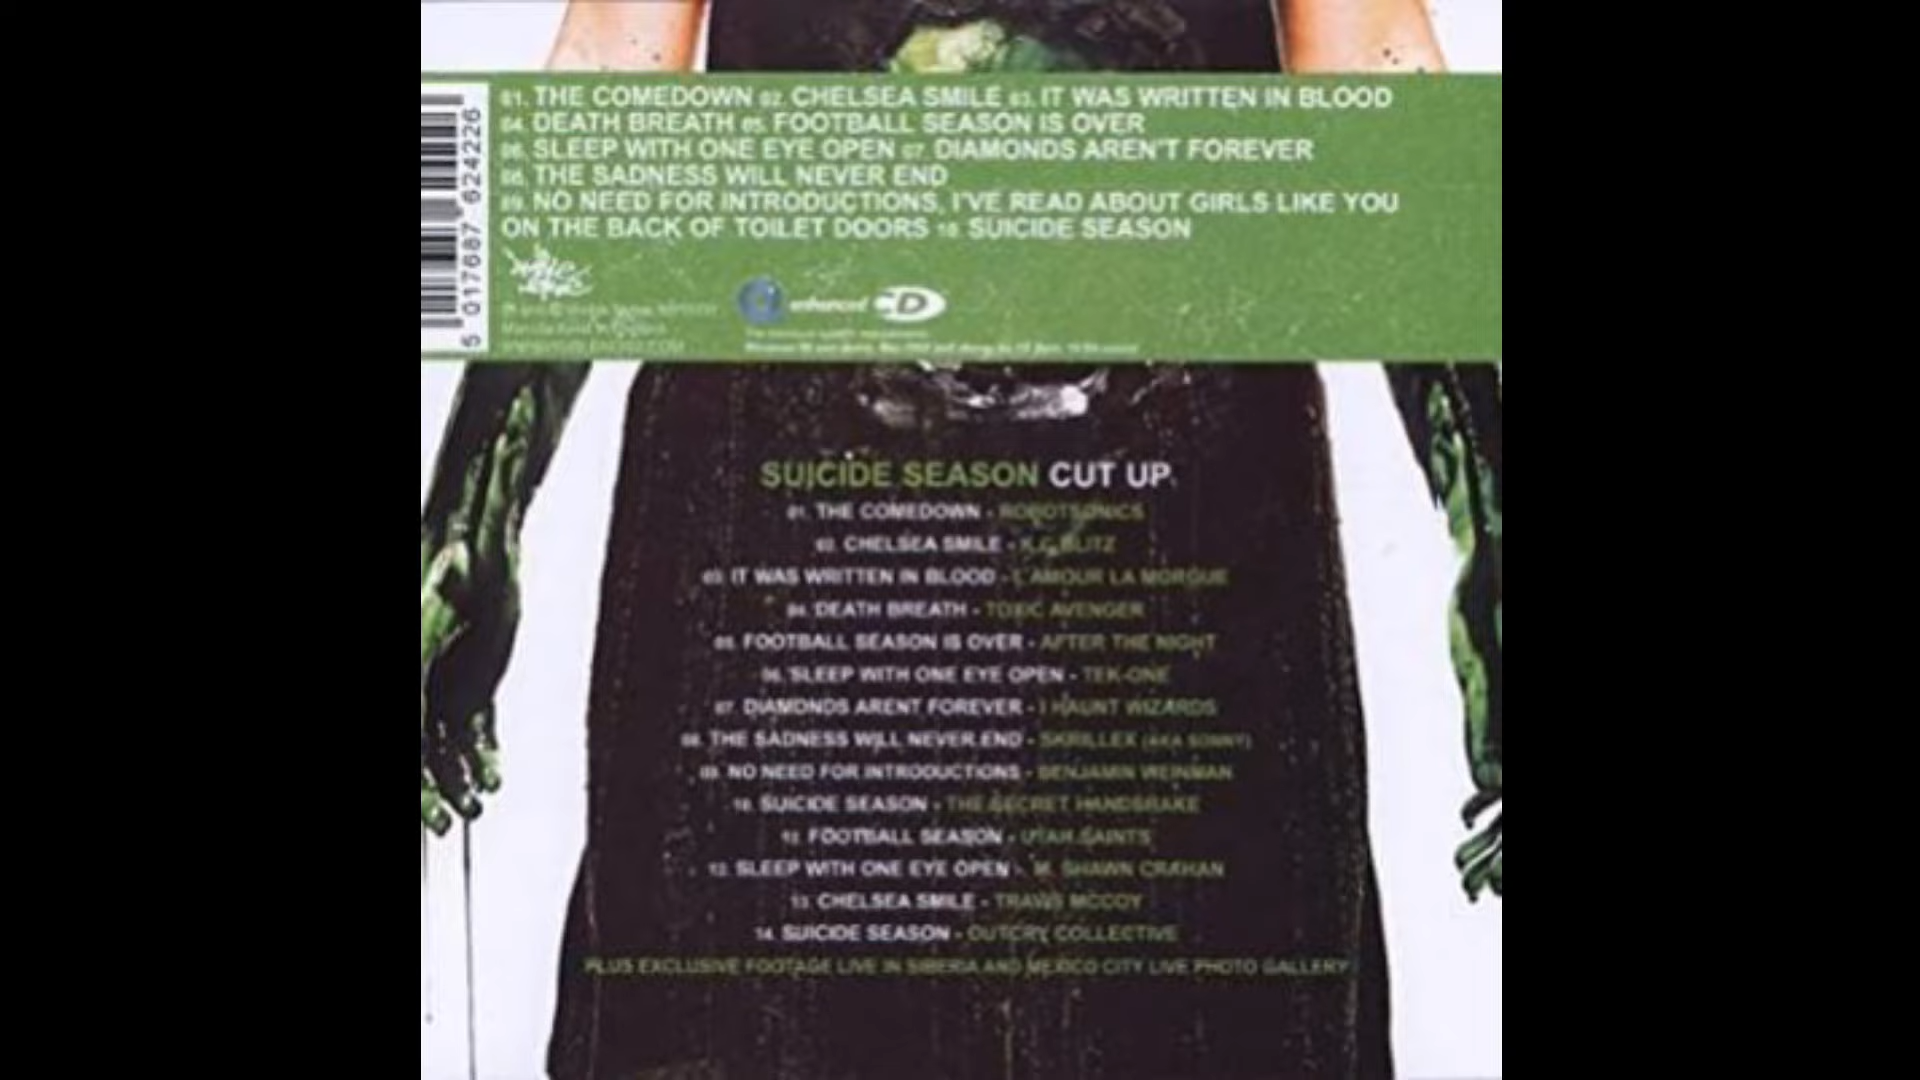 01. THE COMEDOWN 02. CHELSEA SMILE 03. IT WAS WRITTEN IN BLOOD
04. DEATH BREATH 05. FOOTBALL SEASON IS OVER
06. SLEEP WITH ONE EYE OPEN 07. DIAMONDS AREN'T FOREVER
08. THE SADNESS WILL NEVER END
09. NO NEED FOR INTRODUCTIONS, I'VE READ ABOUT GIRLS LIKE YOU
ON THE BACK OF TOILET DOORS 10. SUICIDE SEASON
5 017687 624226
enhanced CD
SUICIDE SEASON CUT UP
01. THE COMEDOWN - ROBOTSONICS
02. CHELSEA SMILE - K.C BLITZ
03. IT WAS WRITTEN IN BLOOD - L'AMOUR LA MORGUE
04. DEATH BREATH - TOXIC AVENGER
05. FOOTBALL SEASON IS OVER - AFTER THE NIGHT
06. SLEEP WITH ONE EYE OPEN - TEK-ONE
07. DIAMONDS ARENT FOREVER - I HAUNT WIZARDS
08. THE SADNESS WILL NEVER END - SKRILLEX (AKA SONNY)
09. NO NEED FOR INTRODUCTIONS - BENJAMIN WEINMAN
10. SUICIDE SEASON - THE SECRET HANDSHAKE
FOOTBALL SEASON - UTAH SAINTS
12. SLEEP WITH ONE EYE OPEN - M. SHAWN CRAHAN
13. CHELSEA SMILE - TRAVIS MCCOY
14. SUICIDE SEASON - OUTCRY COLLECTIVE
PLUS EXCLUSIVE FOOTAGE LIVE IN SIBERIA AND MEXICO CITY LIVE PHOTO GALLERY